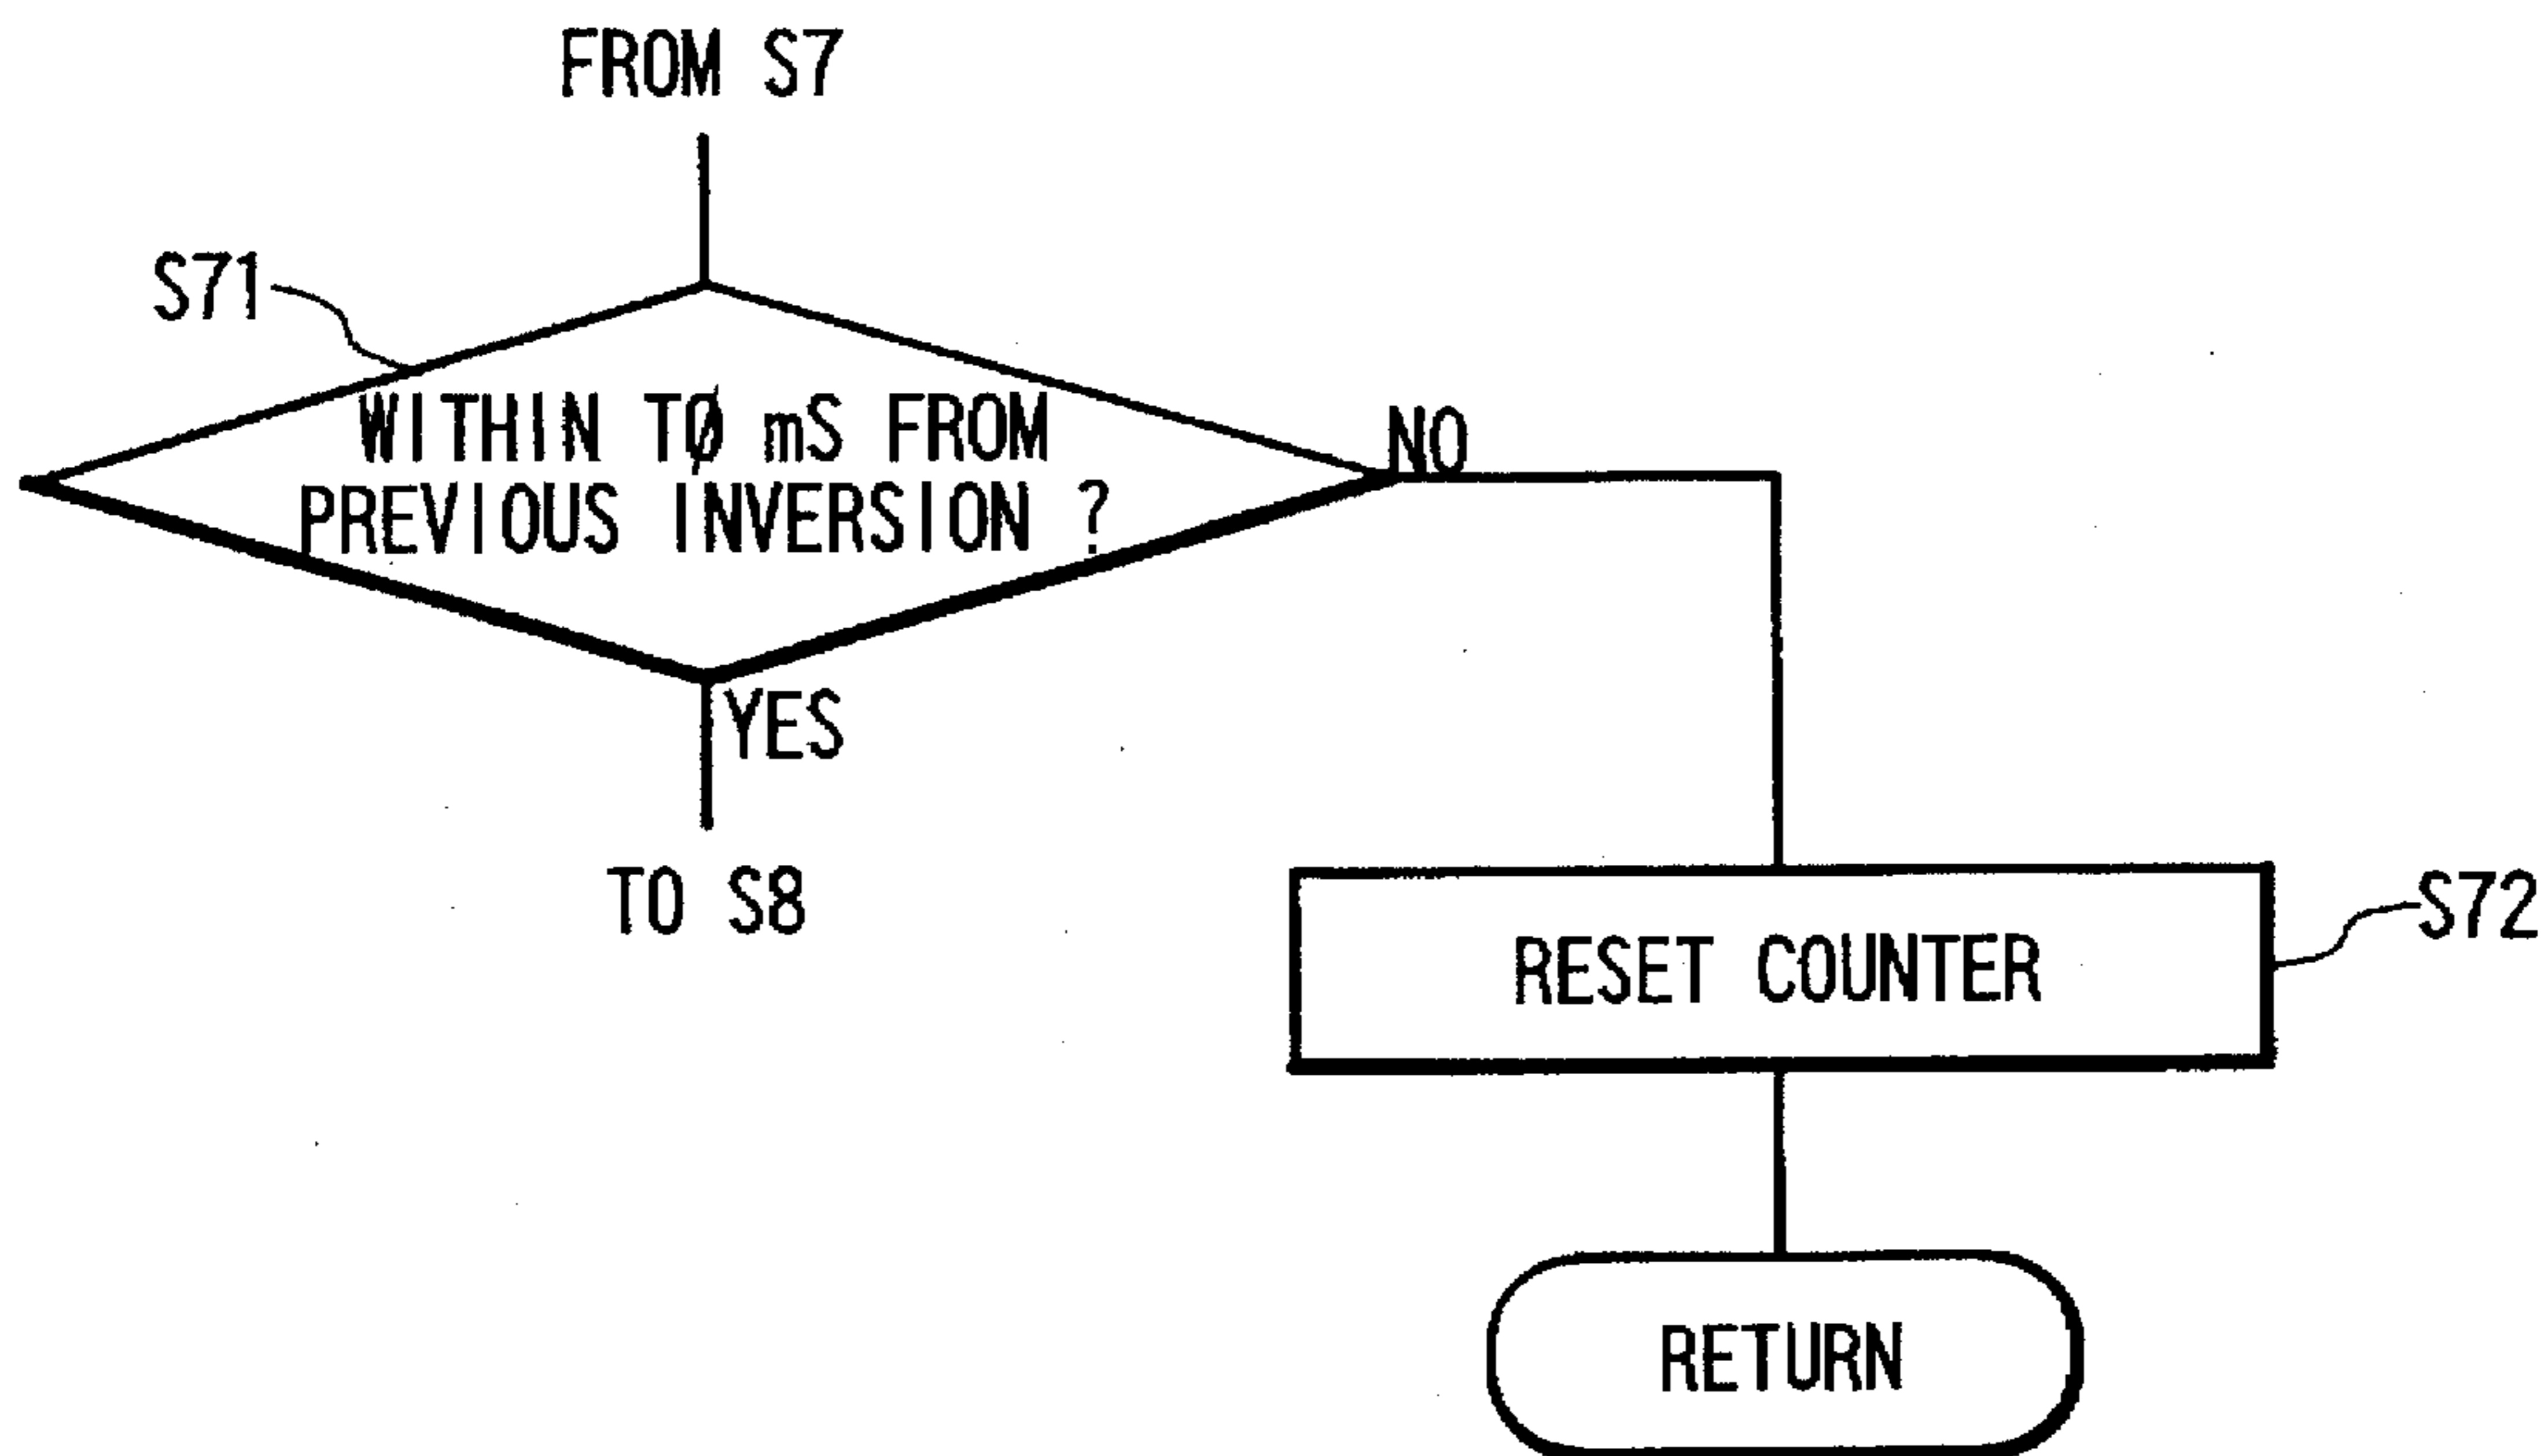 FROM S7
S71
WITHIN TØ mS FROM
PREVIOUS INVERSION ?
NO
YES
TO S8
RESET COUNTER
S72
RETURN